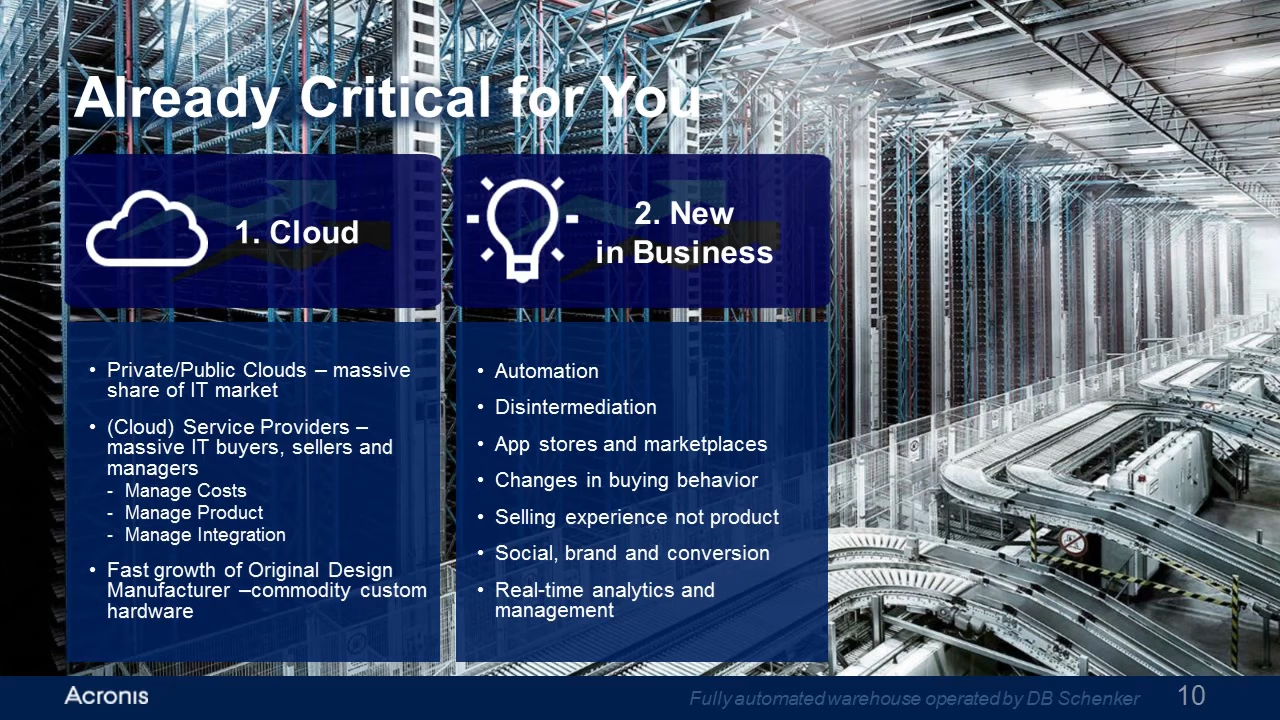 Already Critical for You
1. Cloud
• Private/Public Clouds – massive
share of IT market
• (Cloud) Service Providers –
massive IT buyers, sellers and
managers
- Manage Costs
- Manage Product
- Manage Integration
• Fast growth of Original Design
Manufacturer –commodity custom
hardware
2. New
in Business
• Automation
• Disintermediation
• App stores and marketplaces
• Changes in buying behavior
• Selling experience not product
• Social, brand and conversion
• Real-time analytics and
management
Acronis
Fully automated warehouse operated by DB Schenker
10